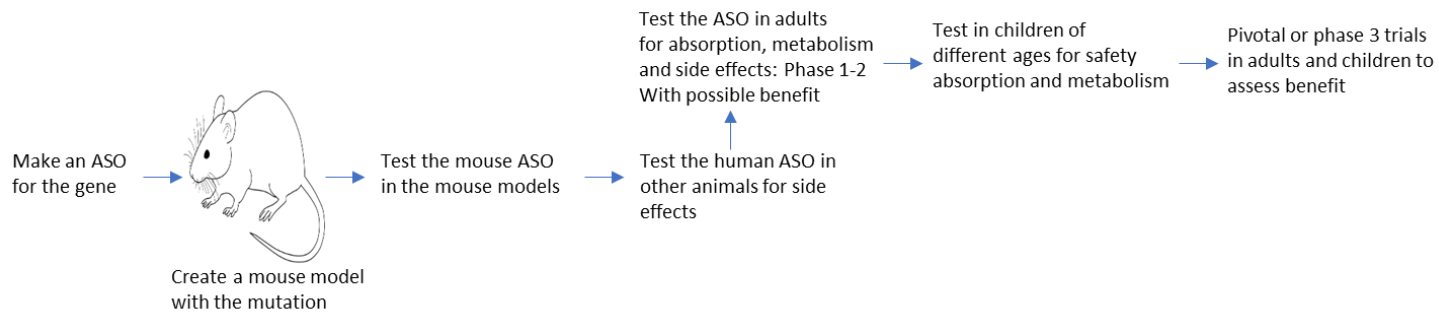 Make an ASO
for the gene
Create a mouse model
with the mutation
Test the mouse ASO
in the mouse models
Test the human ASO in
other animals for side
effects
Test the ASO in adults
for absorption, metabolism
and side effects: Phase 1-2
With possible benefit
Test in children of
different ages for safety
absorption and metabolism
Pivotal or phase 3 trials
in adults and children to
assess benefit